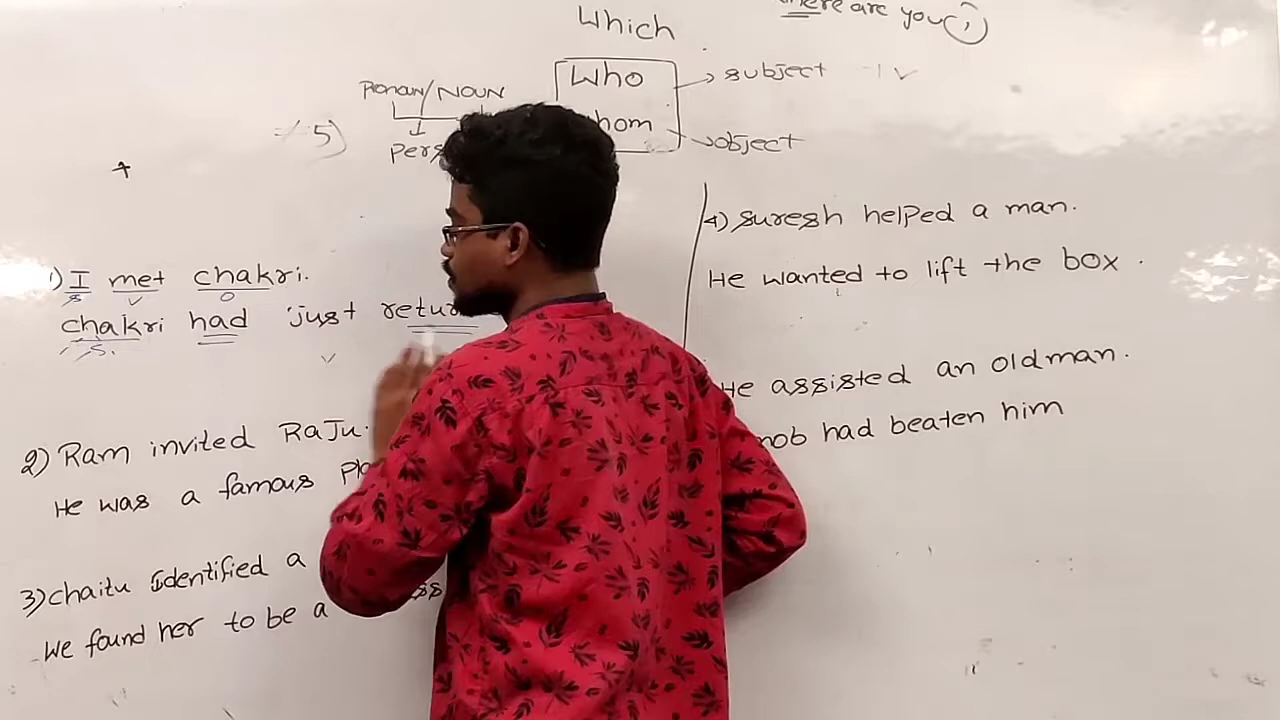 Which
are you ?
Pronoun/NOUN
Who
subject
1
5)
object
1) I met chakri.
S V O
chakri had just
S.
V
2) Ram invited Raju.
He was a famous
3) chaitu identified a
We found her to be a
4) suresh helped a man.
He wanted to lift the box.
He assisted an oldman.
mob had beaten him